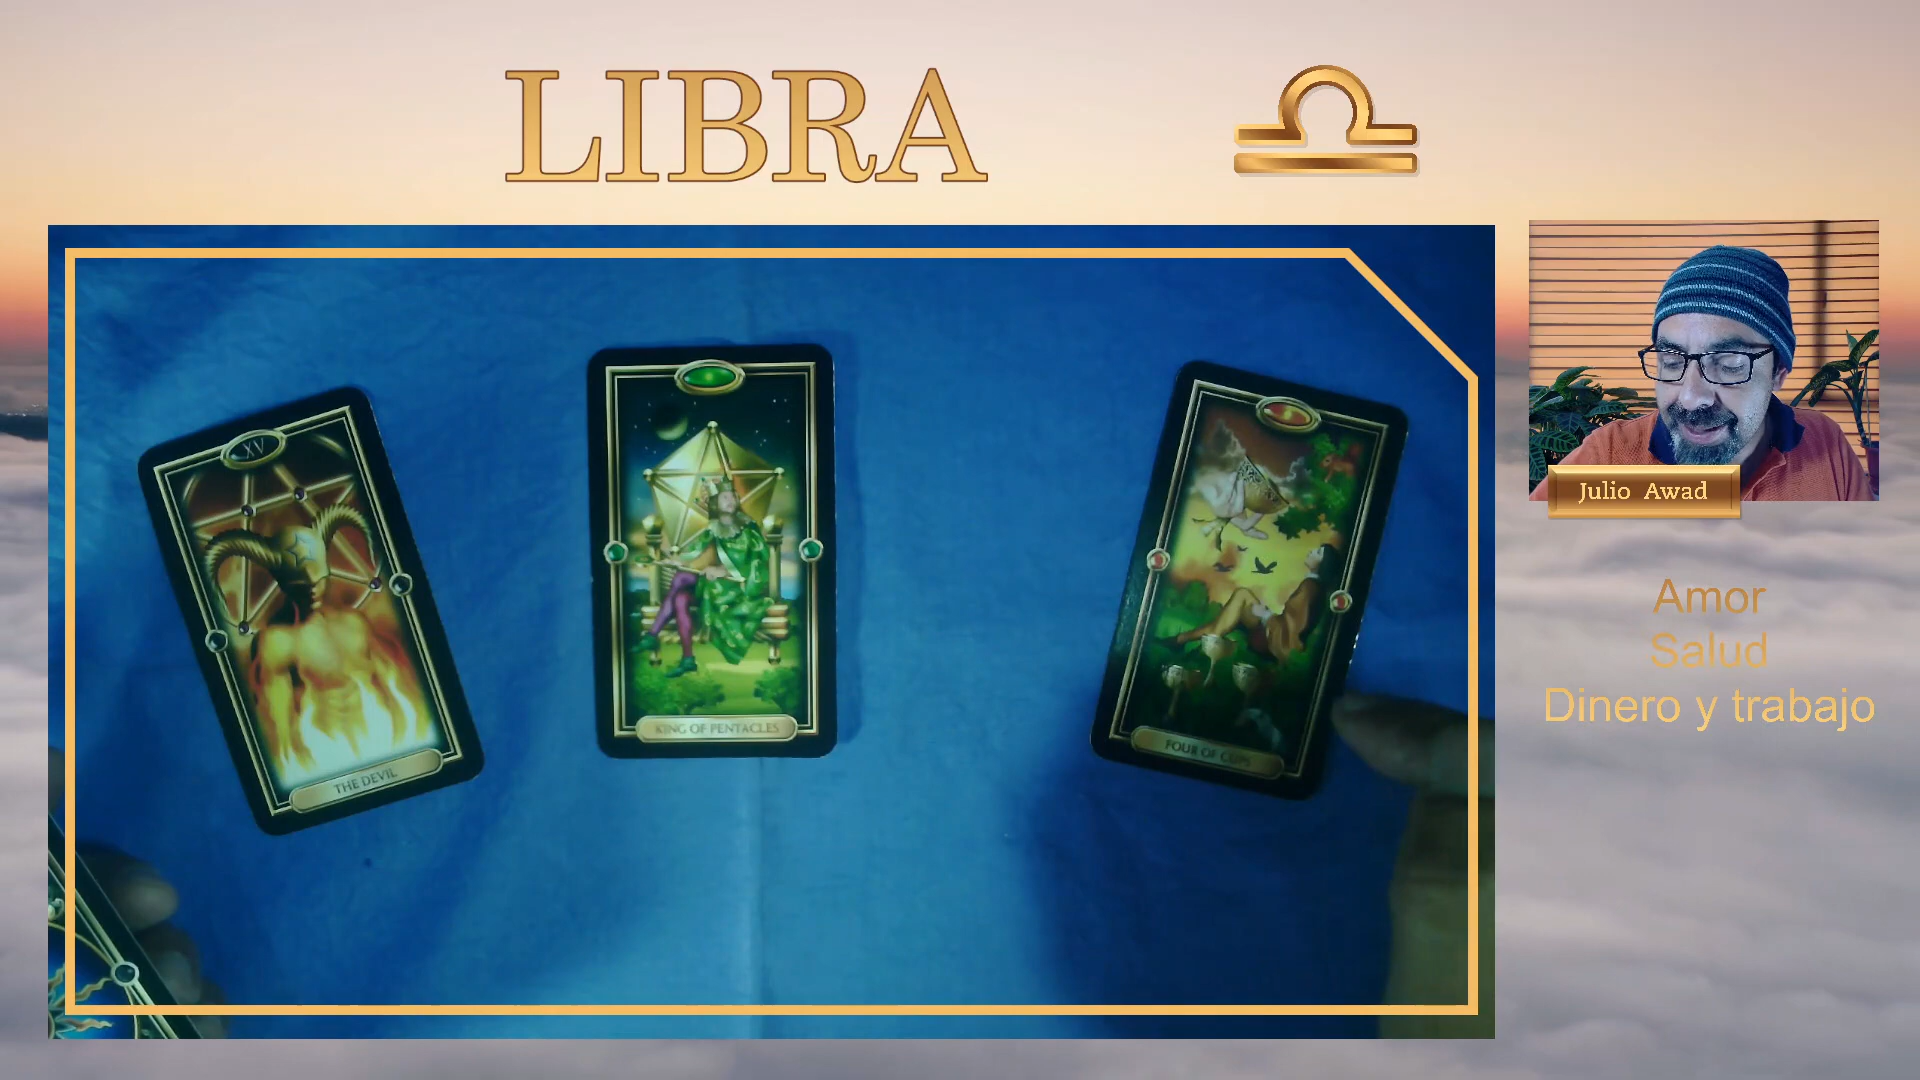 LIBRA
XV
THE DEVIL
KING OF PENTACLES
FOUR OF CUPS
Julio Awad
Amor
Salud
Dinero y trabajo